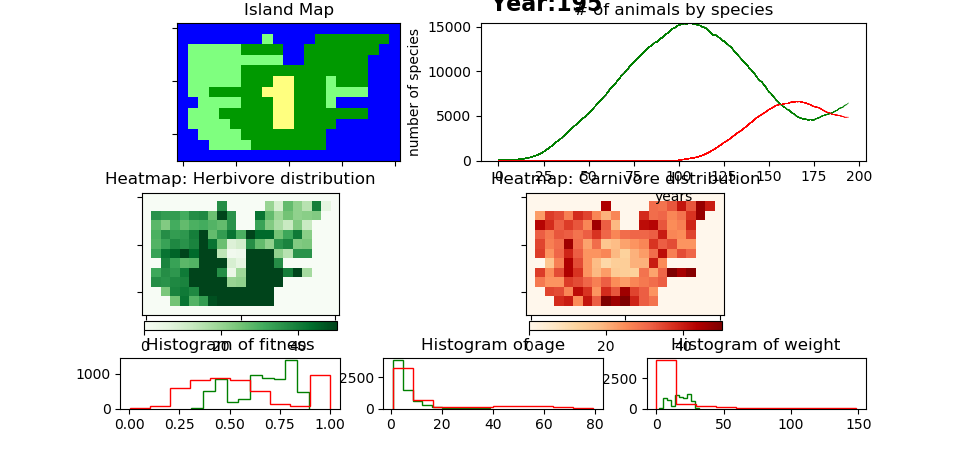 Year:195
Island Map
# of animals by species
number of species
15000
10000
5000
0
0 25 50 75 100 125 150 175 200
years
Heatmap: Herbivore distribution
Heatmap: Carnivore distribution
0 20 40
0 20 40
Histogram of fitness
Histogram of age
Histogram of weight
1000
0
0.00 0.25 0.50 0.75 1.00
2500
0
0 20 40 60 80
2500
0
0 50 100 150